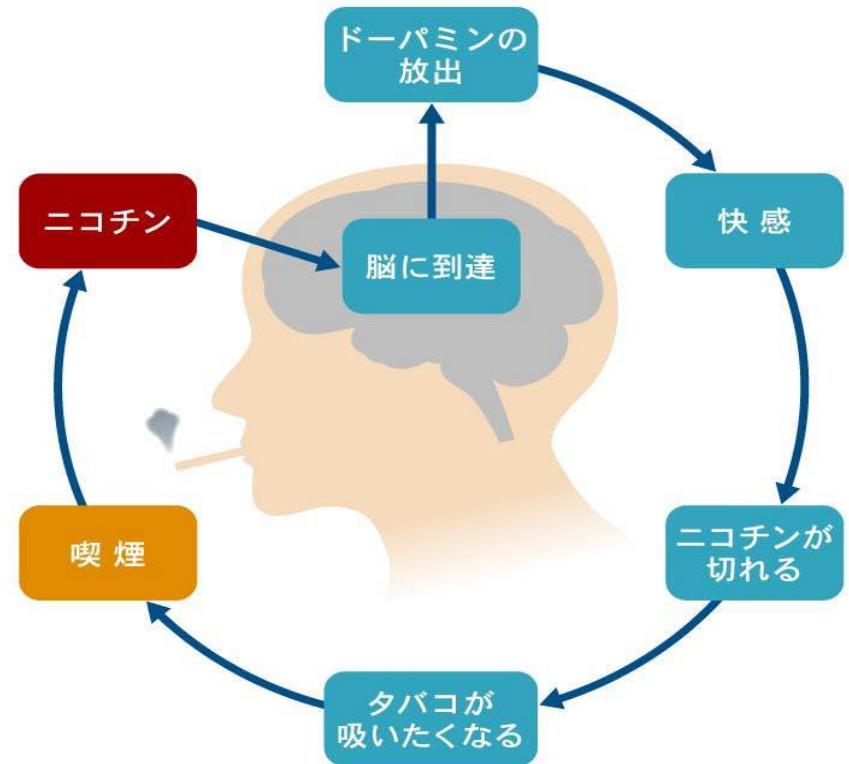 ドーパミンの
放出
ニコチン
脳に到達
快感
喫煙
ニコチンが
切れる
タバコが
吸いたくなる